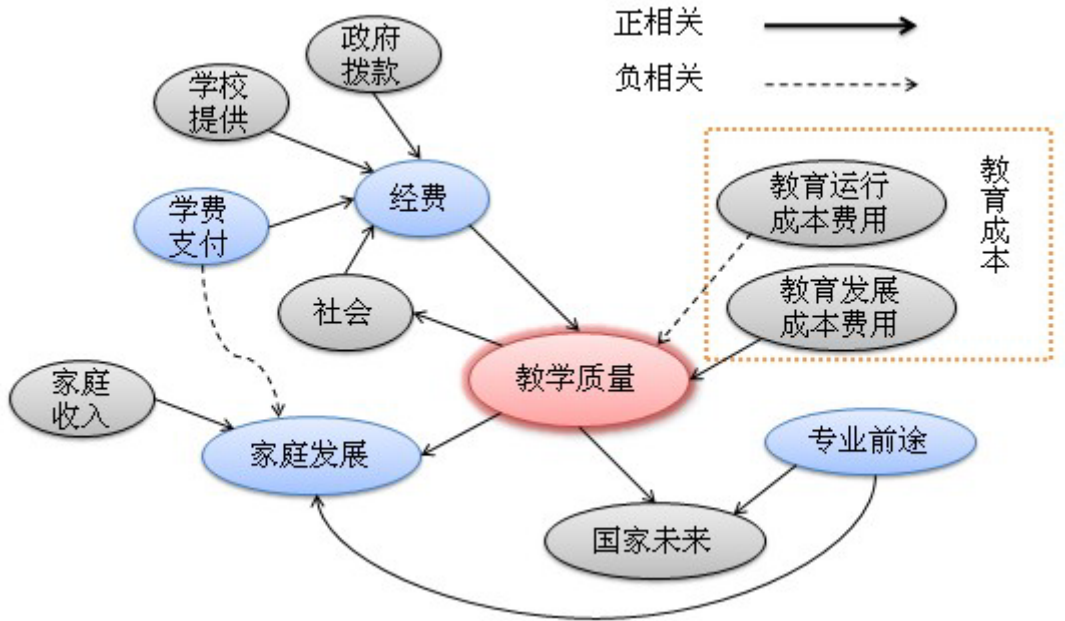 正相关
负相关
政府
拨款
学校
提供
经费
学费
支付
社会
教育运行
成本费用
教育发展
成本费用
教育成本
教学质量
家庭
收入
家庭发展
专业前途
国家未来